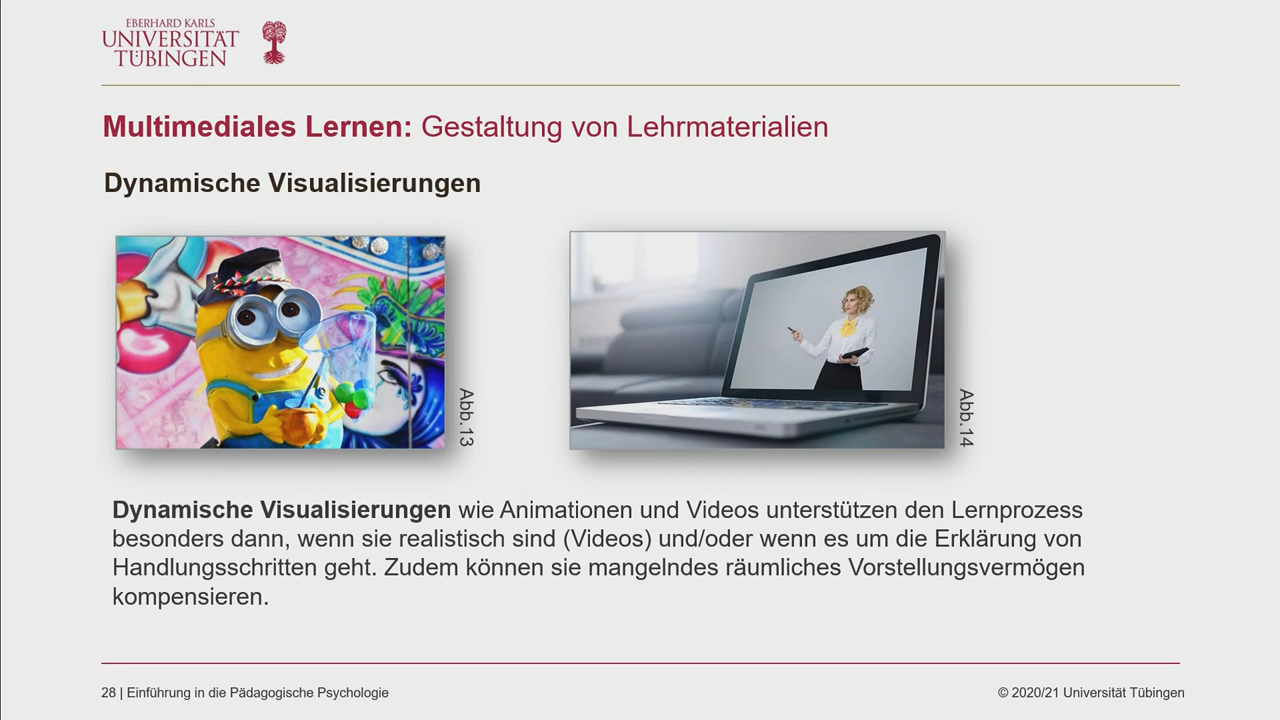 EBERHARD KARLS
UNIVERSITÄT
TÜBINGEN
Multimediales Lernen: Gestaltung von Lehrmaterialien
Dynamische Visualisierungen
Abb.13
Abb.14
Dynamische Visualisierungen wie Animationen und Videos unterstützen den Lernprozess
besonders dann, wenn sie realistisch sind (Videos) und/oder wenn es um die Erklärung von
Handlungsschritten geht. Zudem können sie mangelndes räumliches Vorstellungsvermögen
kompensieren.
28 | Einführung in die Pädagogische Psychologie
© 2020/21 Universität Tübingen